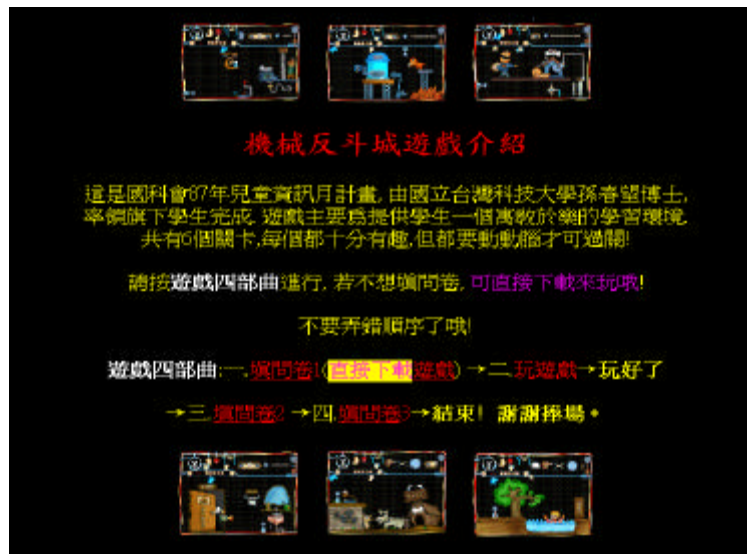 機械反斗城遊戲介紹
這是國科會87年兒童資訊月計畫, 由國立台灣科技大學孫春望博士,
率領旗下學生完成. 遊戲主要為提供學生一個寓教於樂的學習環境.
共有6個關卡,每個都十分有趣,但都要動動腦才可過關!
請按遊戲四部曲進行, 若不想填問卷, 可直接下載來玩哦!
不要弄錯順序了哦!
遊戲四部曲:一.填問卷1(直接下載遊戲) →二.玩遊戲→玩好了
→三.填問卷2 →四.填問卷3→結束! 謝謝捧場。